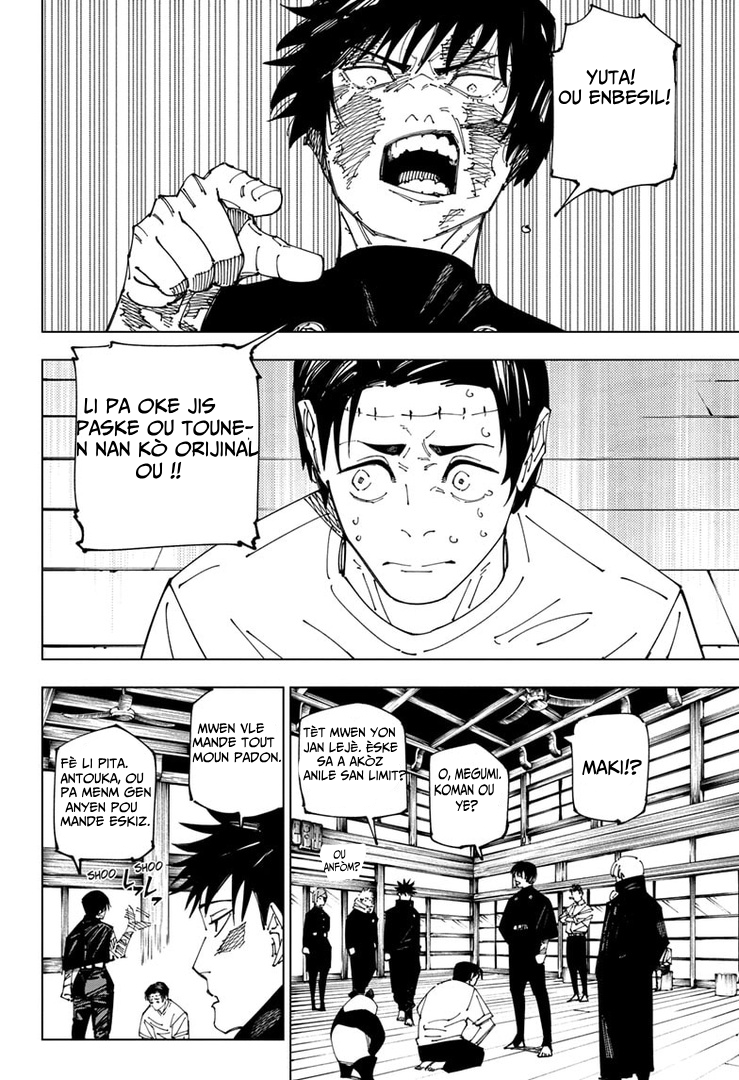 YUTA!
OU ENBESIL!
LI PA OKE JIS
PASKE OU TOUNE-
N NAN KÒ ORIJINAL
OU !!
MAKI!?
O, MEGUMI.
KOMAN OU
YE?
TÈT MWEN YON
JAN LEJÈ. ÈSKE
SA A AKÒZ
ANILE SAN LIMIT?
OU
ANFÒM?
MWEN VLE
MANDE TOUT
MOUN PADON.
FÈ LI PITA.
ANTOUKA, OU
PA MENM GEN
ANYEN POU
MANDE ESKIZ.
SHOO
SHOO